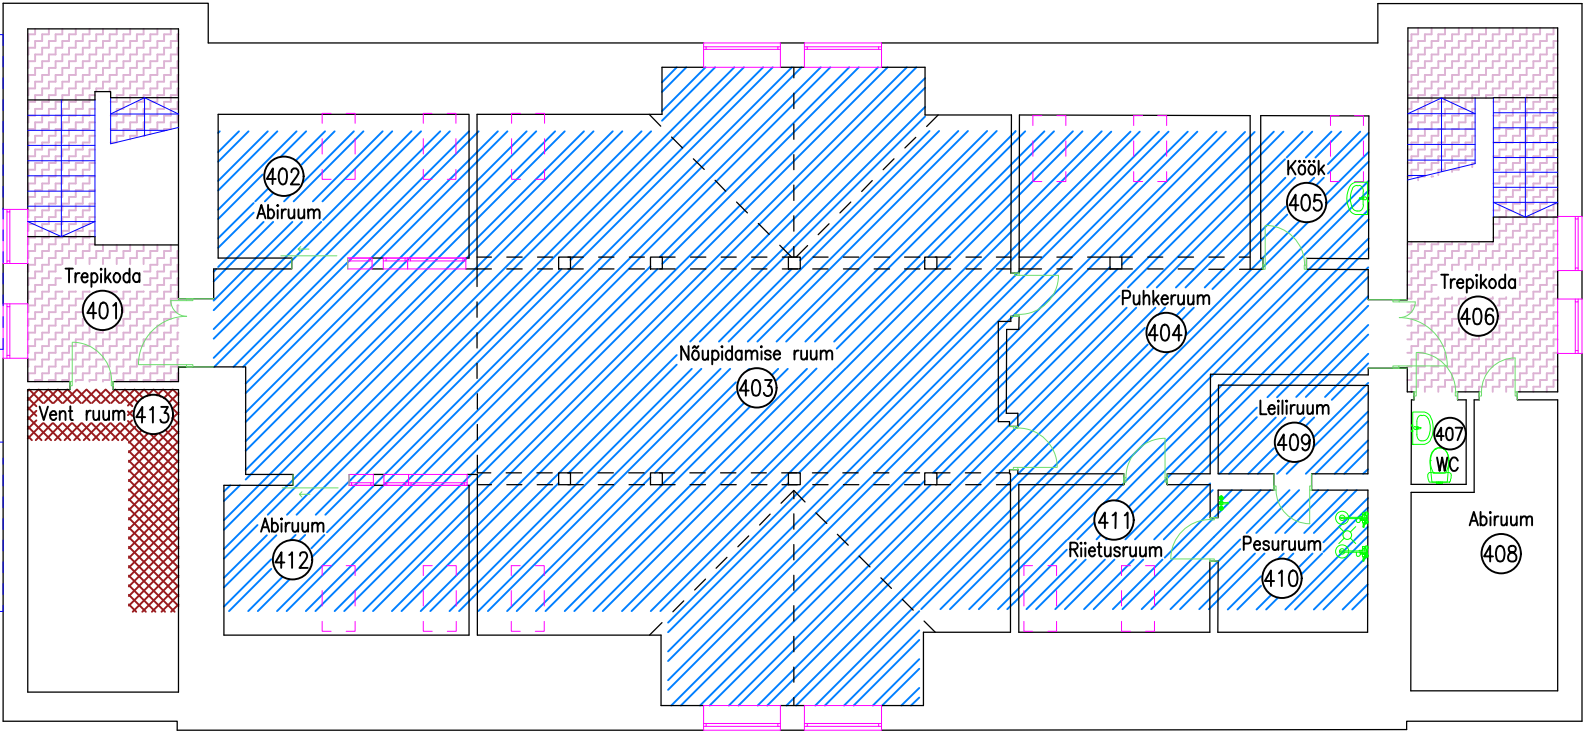 402
Abiruum
Köök
405
Trepikoda
401
Puhkeruum
404
Trepikoda
406
Nõupidamise ruum
403
Vent ruum 413
Leiliruum
409
407
WC
Abiruum
412
411
Riietusruum
Pesuruum
410
Abiruum
408